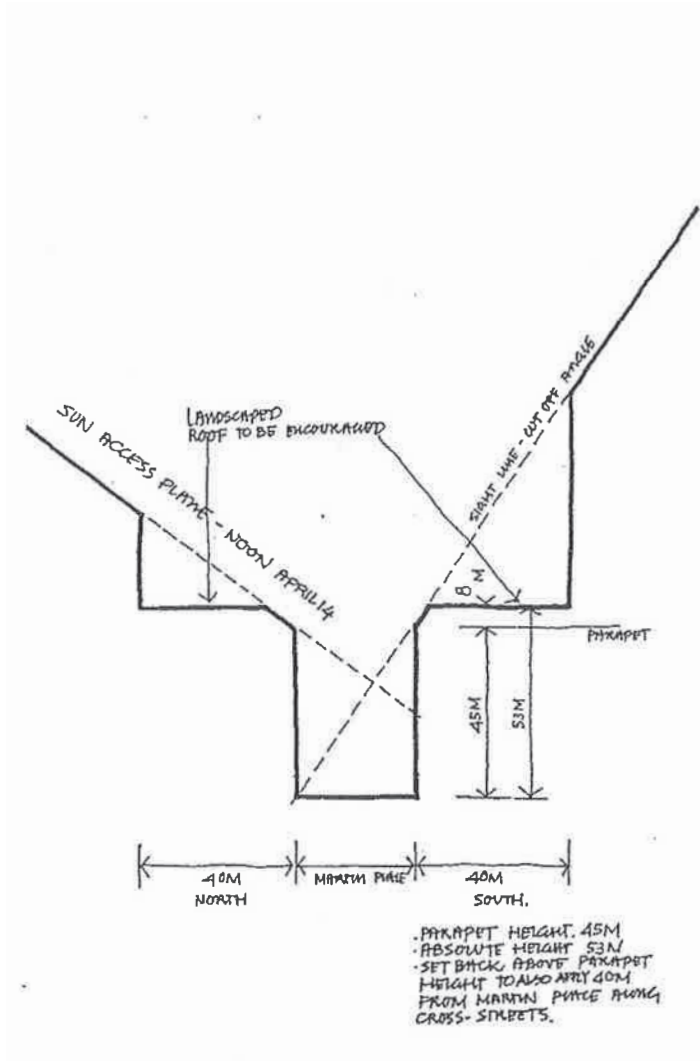 SUN ACCESS PLANE - NOON APRIL 14
LANDSCAPED
ROOF TO BE ENCOURAGED
SIGHT LINE - CUT OFF ANGLE
8M
PARAPET
45M
53M
40M
NORTH
MARTIN PLACE
40M
SOUTH.
· PARAPET HEIGHT. 45M
· ABSOLUTE HEIGHT 53M
· SET BACK ABOVE PARAPET
HEIGHT TO ALSO APPLY 40M
FROM MARTIN PLACE ALONG
CROSS-STREETS.